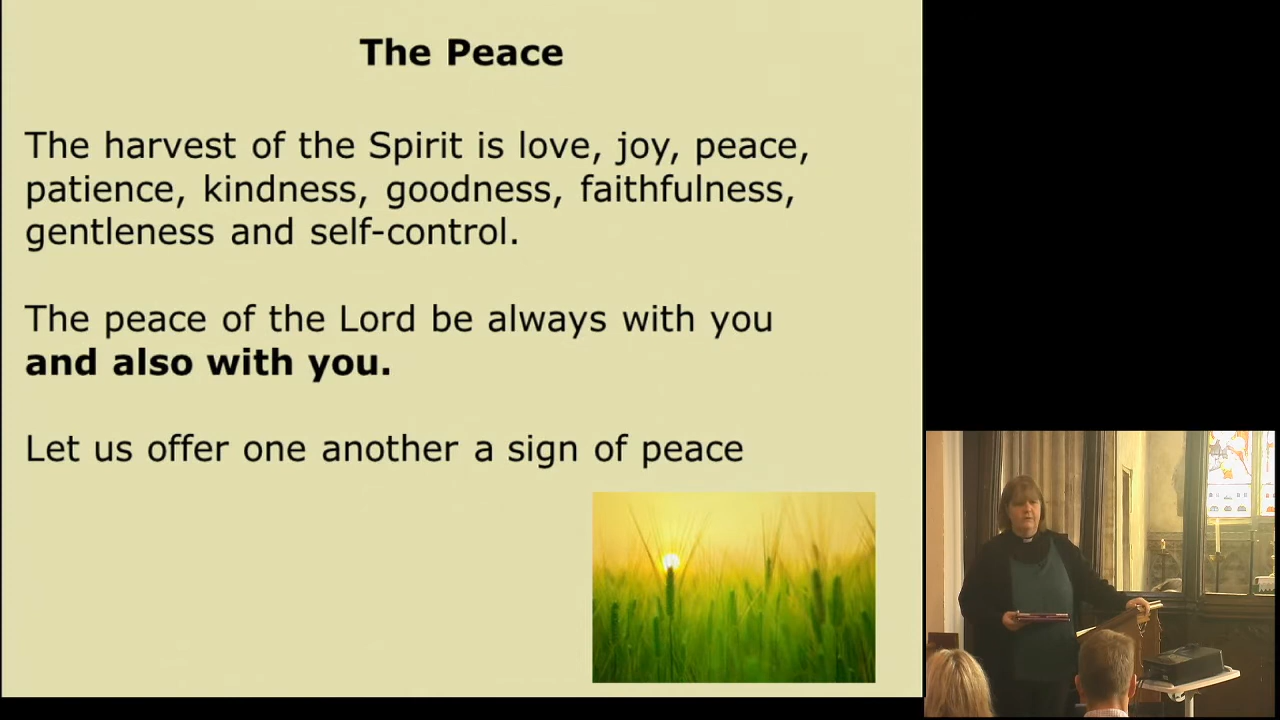 The Peace
The harvest of the Spirit is love, joy, peace,
patience, kindness, goodness, faithfulness,
gentleness and self-control.
The peace of the Lord be always with you
and also with you.
Let us offer one another a sign of peace